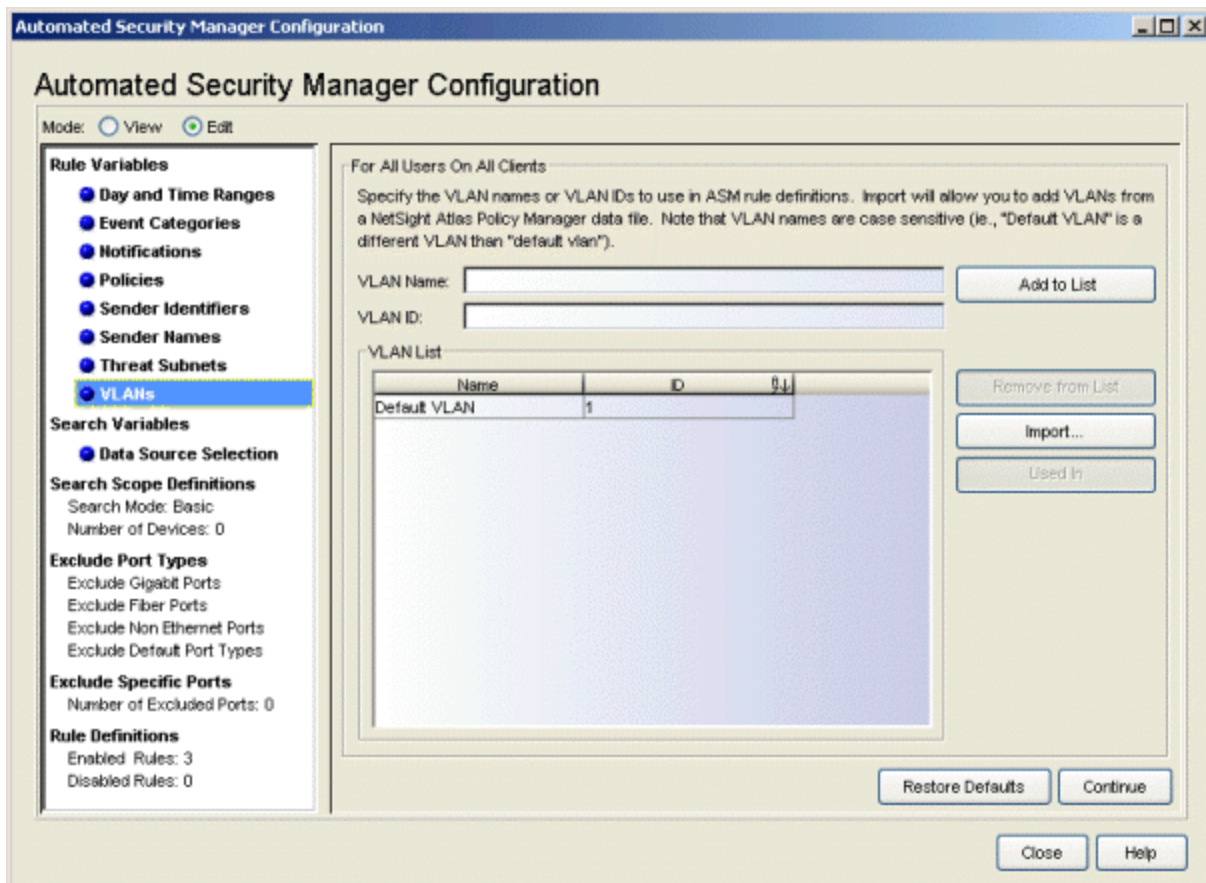 Automated Security Manager Configuration
Automated Security Manager Configuration
Mode: View Edit
Rule Variables
Day and Time Ranges
Event Categories
Notifications
Policies
Sender Identifiers
Sender Names
Threat Subnets
VLANs
Search Variables
Data Source Selection
Search Scope Definitions
Search Mode: Basic
Number of Devices: 0
Exclude Port Types
Exclude Gigabit Ports
Exclude Fiber Ports
Exclude Non Ethernet Ports
Exclude Default Port Types
Exclude Specific Ports
Number of Excluded Ports: 0
Rule Definitions
Enabled Rules: 3
Disabled Rules: 0
For All Users On All Clients
Specify the VLAN names or VLAN IDs to use in ASM rule definitions. Import will allow you to add VLANs from
a NetSight Atlas Policy Manager data file. Note that VLAN names are case sensitive (ie., "Default VLAN" is a
different VLAN than "default vlan").
VLAN Name:
Add to List
VLAN ID:
VLAN List
Name ID
Default VLAN 1
Remove from List
Import...
Used In
Restore Defaults
Continue
Close
Help